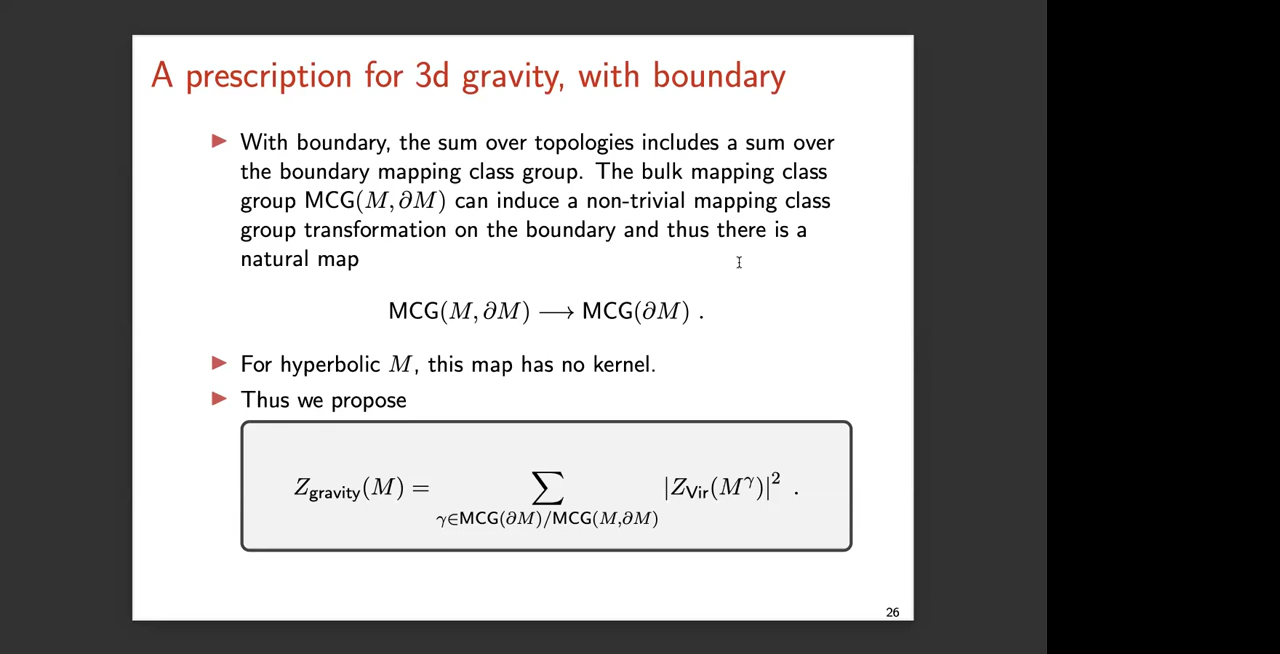 A prescription for 3d gravity, with boundary
▶ With boundary, the sum over topologies includes a sum over
the boundary mapping class group. The bulk mapping class
group MCG(M, ∂M) can induce a non-trivial mapping class
group transformation on the boundary and thus there is a
natural map
MCG(M, ∂M) ⟶ MCG(∂M) .
▶ For hyperbolic M, this map has no kernel.
▶ Thus we propose
Z_gravity(M) = ∑_{γ∈MCG(∂M)/MCG(M,∂M)} |Z_Vir(M^γ)|² .
26